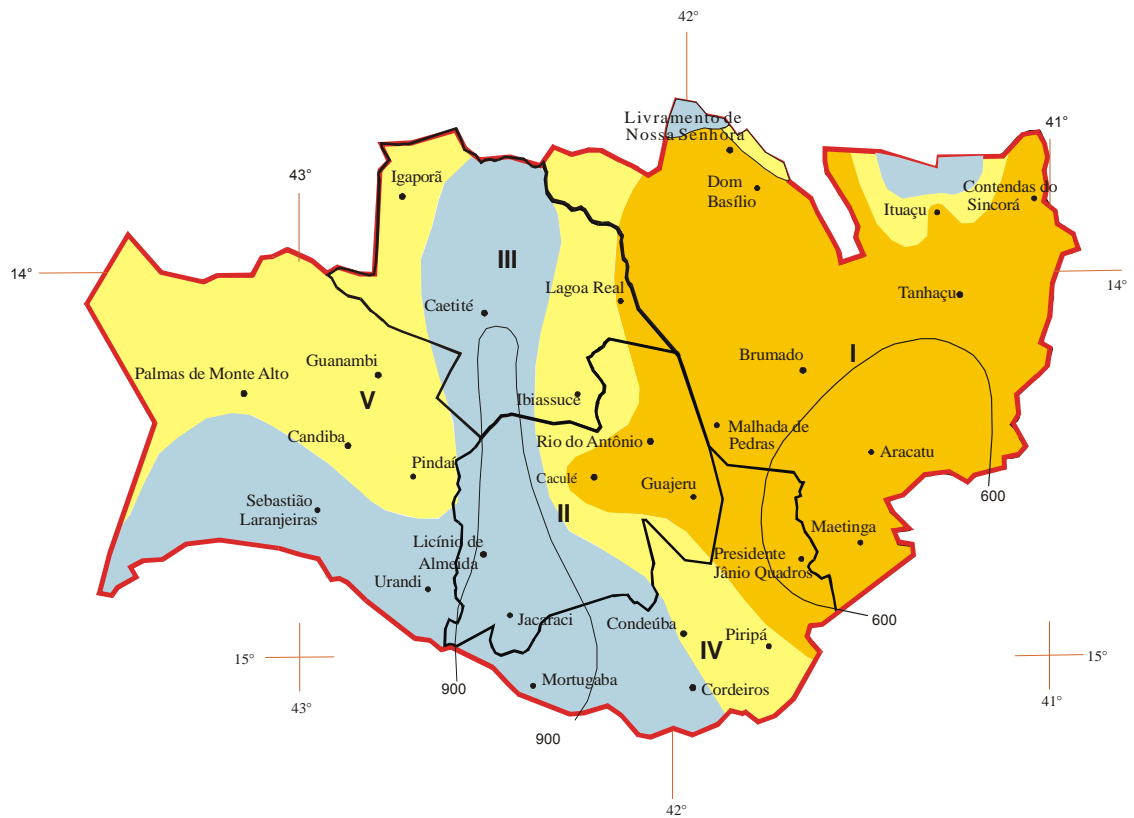 42°
Livramento de
Nossa Senhora
41°
43°
Igaporã
Dom
Basílio
Contendas do
Sincorá
Ituaçu
14°
III
14°
Lagoa Real
Tanhaçu
Caetité
Brumado
I
Guanambi
Palmas de Monte Alto
V
Ibiassucê
Malhada de
Pedras
Candiba
Rio do Antônio
Aracatu
Pindaí
Caculé
Guajeru
600
Sebastião
Laranjeiras
II
Maetinga
Licínio de
Almeida
Presidente
Jânio Quadros
Urandi
Jacaraci
Condeúba
600
Piripá
IV
15°
15°
Mortugaba
Cordeiros
900
43°
41°
900
42°